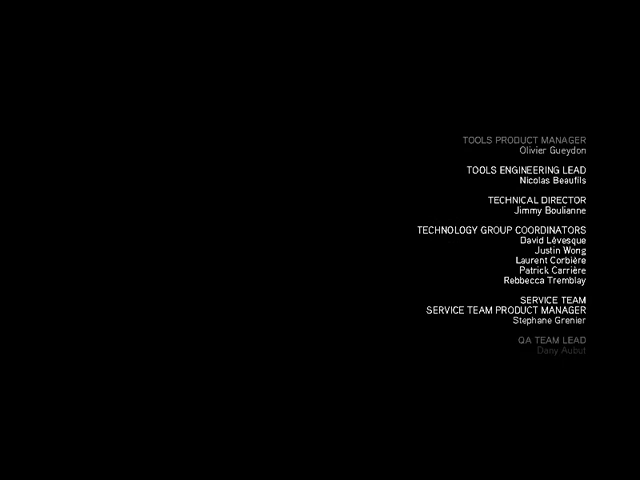 TOOLS PRODUCT MANAGER
Olivier Gueydon
TOOLS ENGINEERING LEAD
Nicolas Beaufils
TECHNICAL DIRECTOR
Jimmy Boulianne
TECHNOLOGY GROUP COORDINATORS
David Lévesque
Justin Wong
Laurent Corbière
Patrick Carrière
Rebbecca Tremblay
SERVICE TEAM
SERVICE TEAM PRODUCT MANAGER
Stephane Grenier
QA TEAM LEAD
Dany Aubut